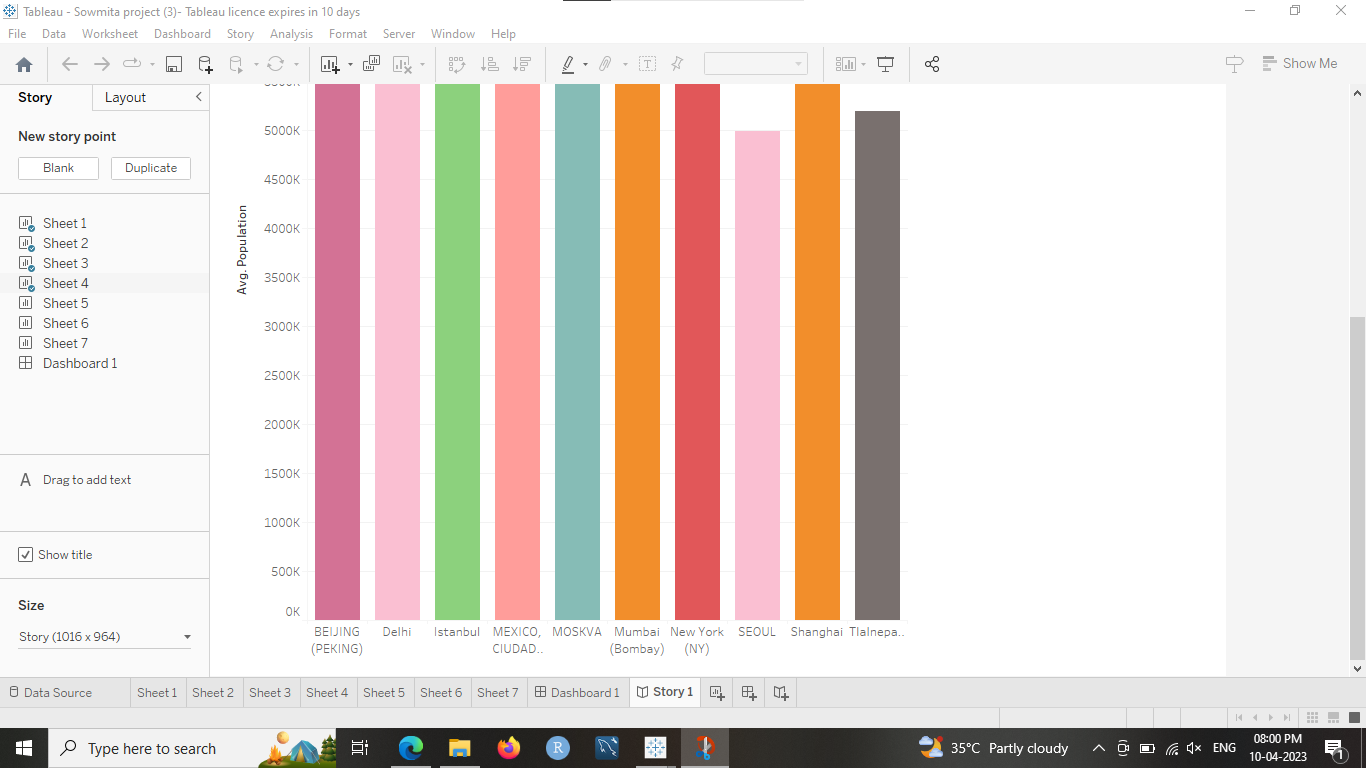 Tableau - Sowmita project (3)- Tableau licence expires in 10 days
File Data Worksheet Dashboard Story Analysis Format Server Window Help
Show Me
Story Layout
New story point
Blank Duplicate
Sheet 1
Sheet 2
Sheet 3
Sheet 4
Sheet 5
Sheet 6
Sheet 7
Dashboard 1
A Drag to add text
Show title
Size
Story (1016 x 964)
Avg. Population
5500K
5000K
4500K
4000K
3500K
3000K
2500K
2000K
1500K
1000K
500K
0K
BEIJING (PEKING)
Delhi
Istanbul
MEXICO, CIUDAD..
MOSKVA
Mumbai (Bombay)
New York (NY)
SEOUL
Shanghai
Tlalnepa..
Data Source Sheet 1 Sheet 2 Sheet 3 Sheet 4 Sheet 5 Sheet 6 Sheet 7 Dashboard 1 Story 1
Type here to search
R
35°C Partly cloudy
ENG
08:00 PM
10-04-2023
1